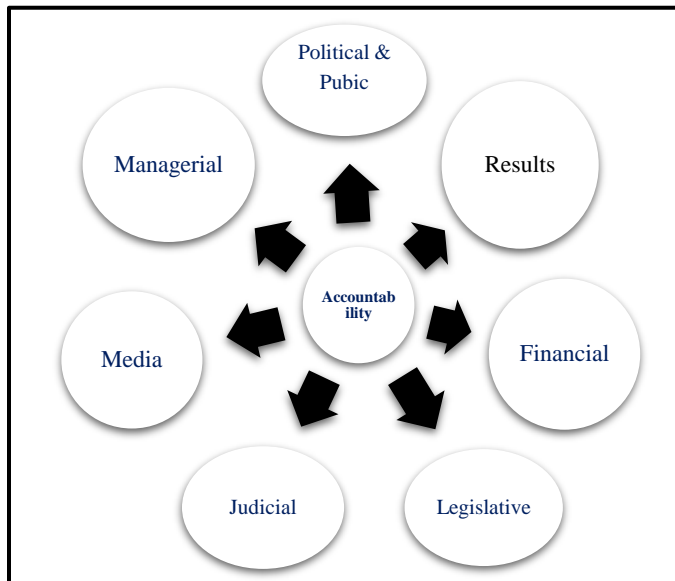 Political &
Pubic
Managerial
Results
Accountab
ility
Media
Financial
Judicial
Legislative